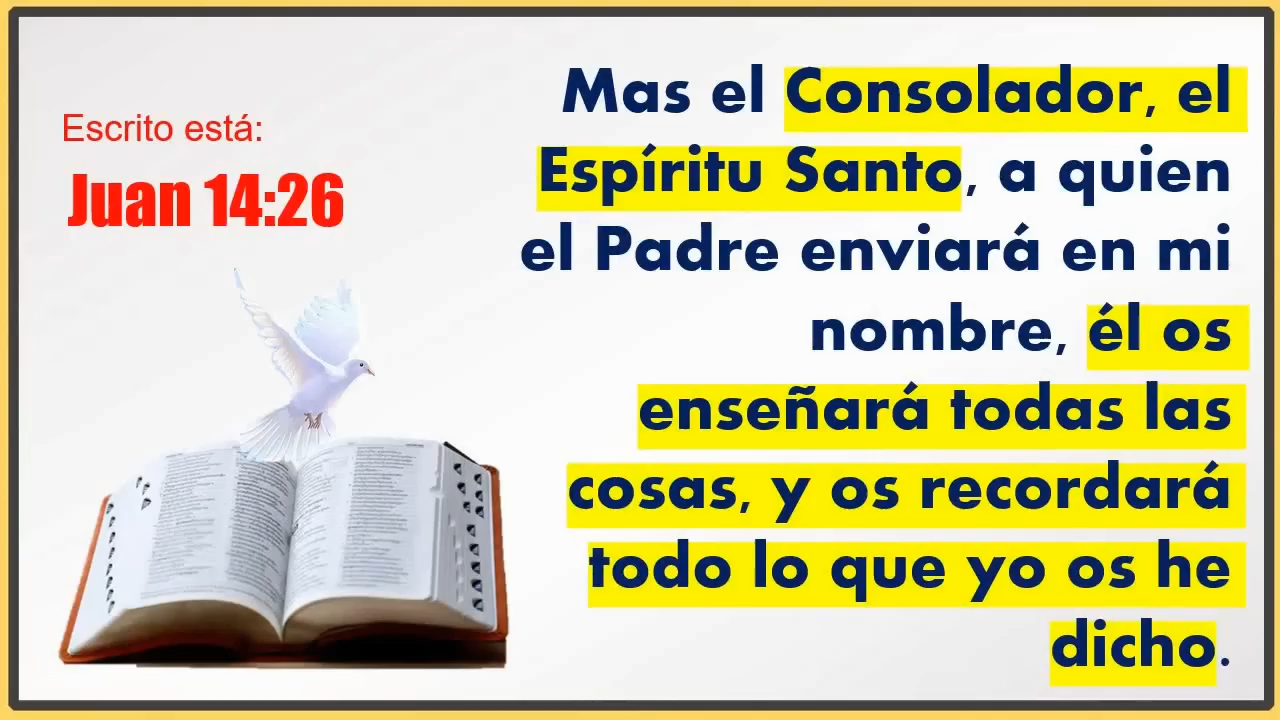 Escrito está:
Juan 14:26
Mas el Consolador, el
Espíritu Santo, a quien
el Padre enviará en mi
nombre, él os
enseñará todas las
cosas, y os recordará
todo lo que yo os he
dicho.